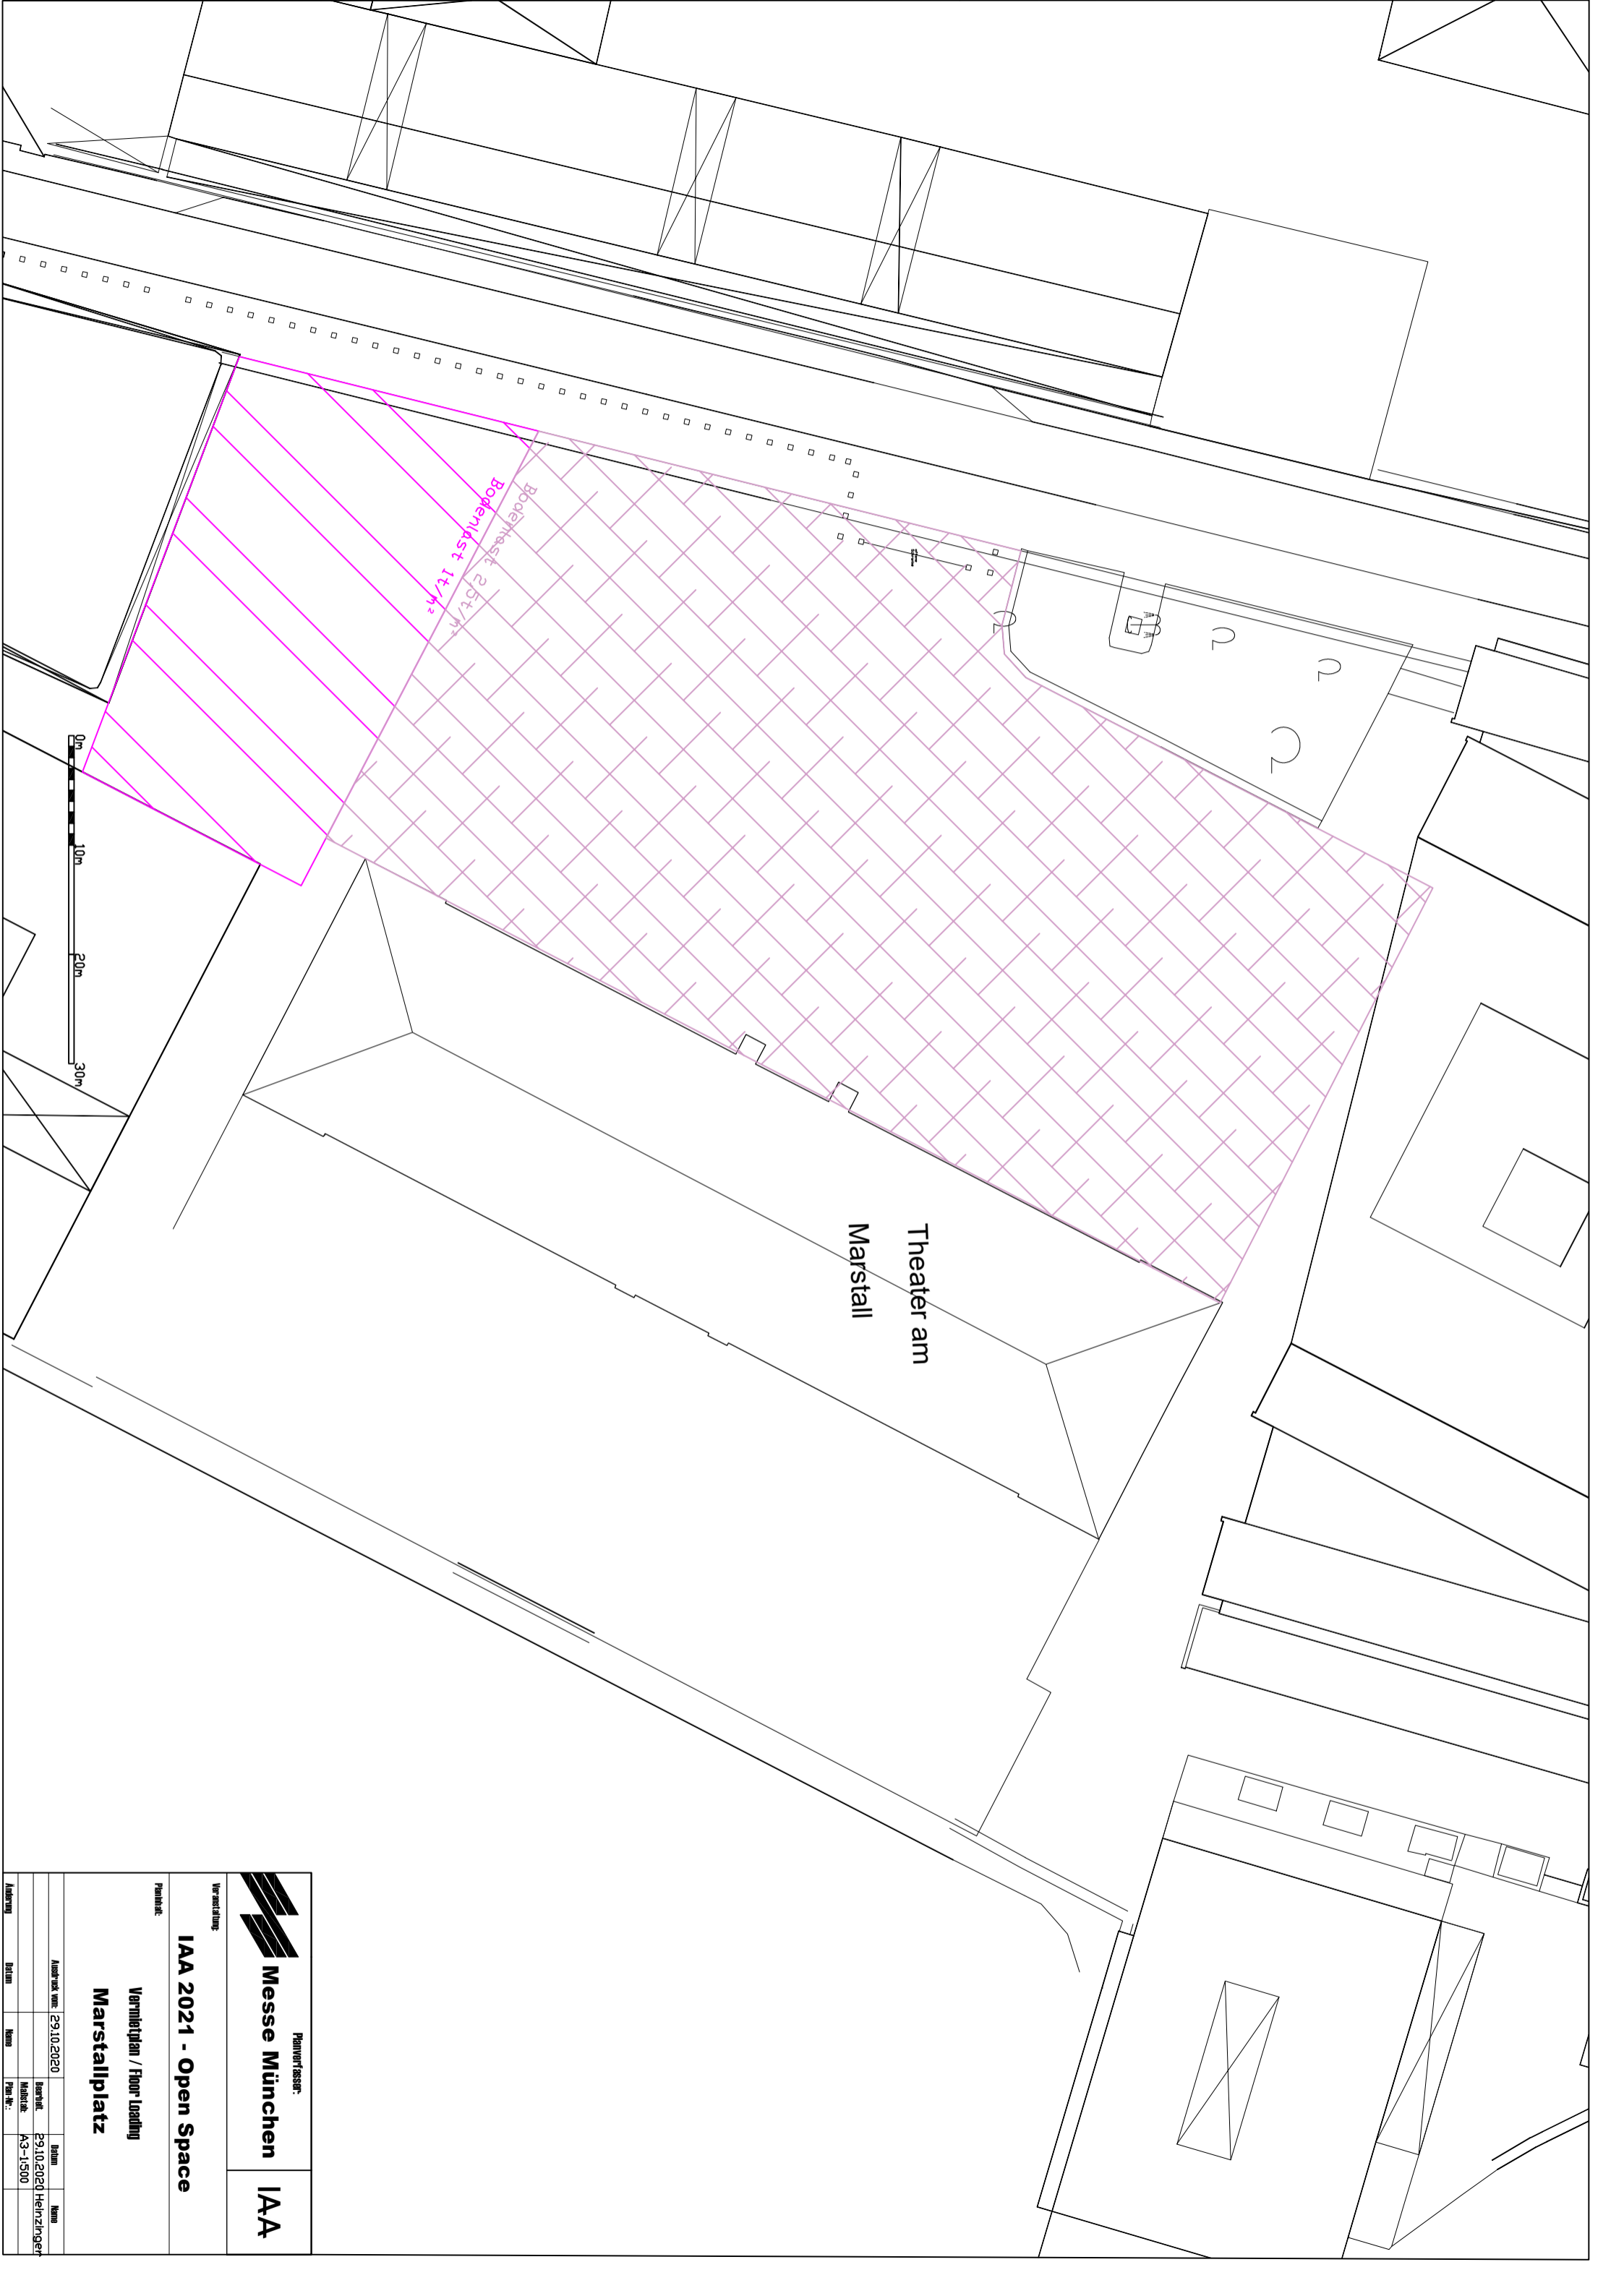 Bodenlast 1t/m²
Bodenlast 2,5t/m²
Theater am
Marstall
0m
10m
20m
30m
Planverfasser:
Messe München
IAA
Veranstaltung:
IAA 2021 - Open Space
Planinhalt:
Vermietplan / Floor Loading
Marstallplatz
Ausdruck vom: 29.10.2020
Datum Name
Bearbeit. 29.10.2020 Heinzinger
Maßstab: A3-1:500
Änderung Datum Name Plan-Nr.: